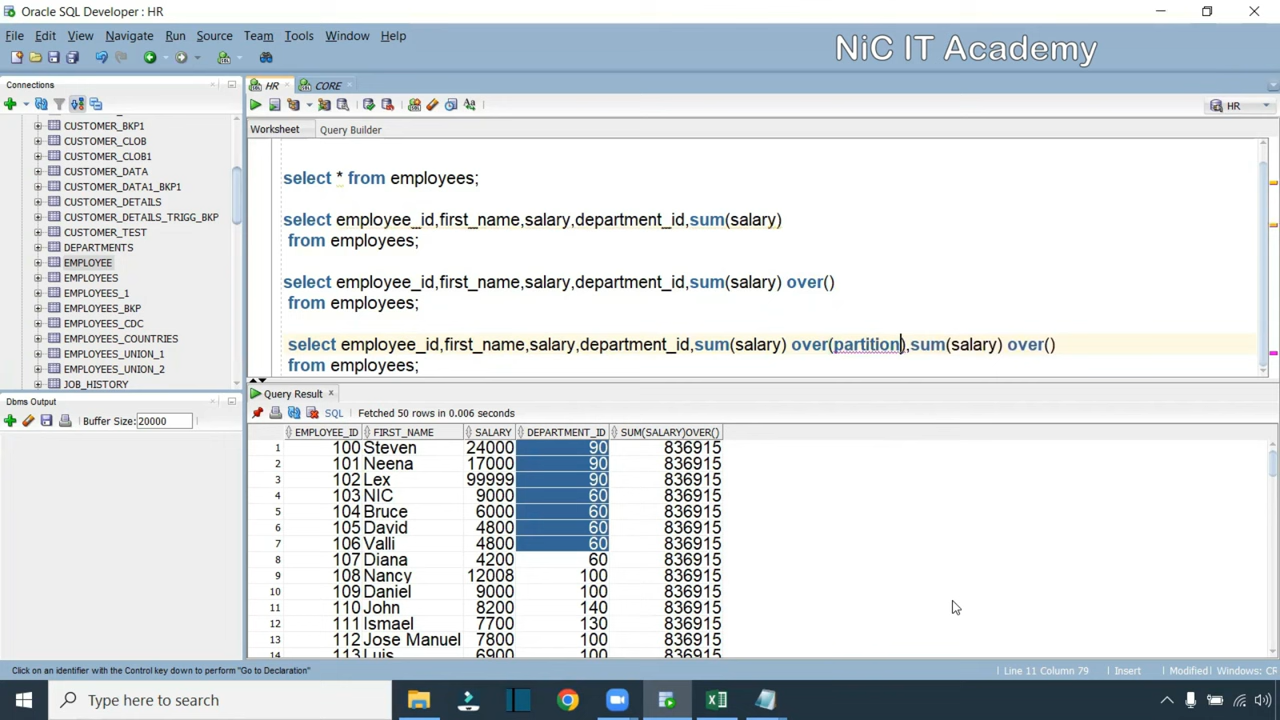 Oracle SQL Developer: HR
File Edit View Navigate Run Source Team Tools Window Help
NiC IT Academy
Connections
CUSTOMER_BKP1
CUSTOMER_CLOB
CUSTOMER_CLOB1
CUSTOMER_DATA
CUSTOMER_DATA1_BKP1
CUSTOMER_DETAILS
CUSTOMER_DETAILS_TRIGG_BKP
CUSTOMER_TEST
DEPARTMENTS
EMPLOYEE
EMPLOYEES
EMPLOYEES_1
EMPLOYEES_BKP
EMPLOYEES_CDC
EMPLOYEES_COUNTRIES
EMPLOYEES_UNION_1
EMPLOYEES_UNION_2
JOB_HISTORY
Dbms Output
Buffer Size: 20000
HR CORE
HR
Worksheet Query Builder
select * from employees;
select employee_id,first_name,salary,department_id,sum(salary)
from employees;
select employee_id,first_name,salary,department_id,sum(salary) over()
from employees;
select employee_id,first_name,salary,department_id,sum(salary) over(partition),sum(salary) over()
from employees;
Query Result
SQL Fetched 50 rows in 0.006 seconds
EMPLOYEE_ID FIRST_NAME SALARY DEPARTMENT_ID SUM(SALARY)OVER()
1 100 Steven 24000 90 836915
2 101 Neena 17000 90 836915
3 102 Lex 99999 90 836915
4 103 NIC 9000 60 836915
5 104 Bruce 6000 60 836915
6 105 David 4800 60 836915
7 106 Valli 4800 60 836915
8 107 Diana 4200 60 836915
9 108 Nancy 12008 100 836915
10 109 Daniel 9000 100 836915
11 110 John 8200 140 836915
12 111 Ismael 7700 130 836915
13 112 Jose Manuel 7800 100 836915
14 113 Luis 6900 100 836915
Click on an identifier with the Control key down to perform "Go to Declaration"
Line 11 Column 79 Insert Modified Windows: CR
Type here to search